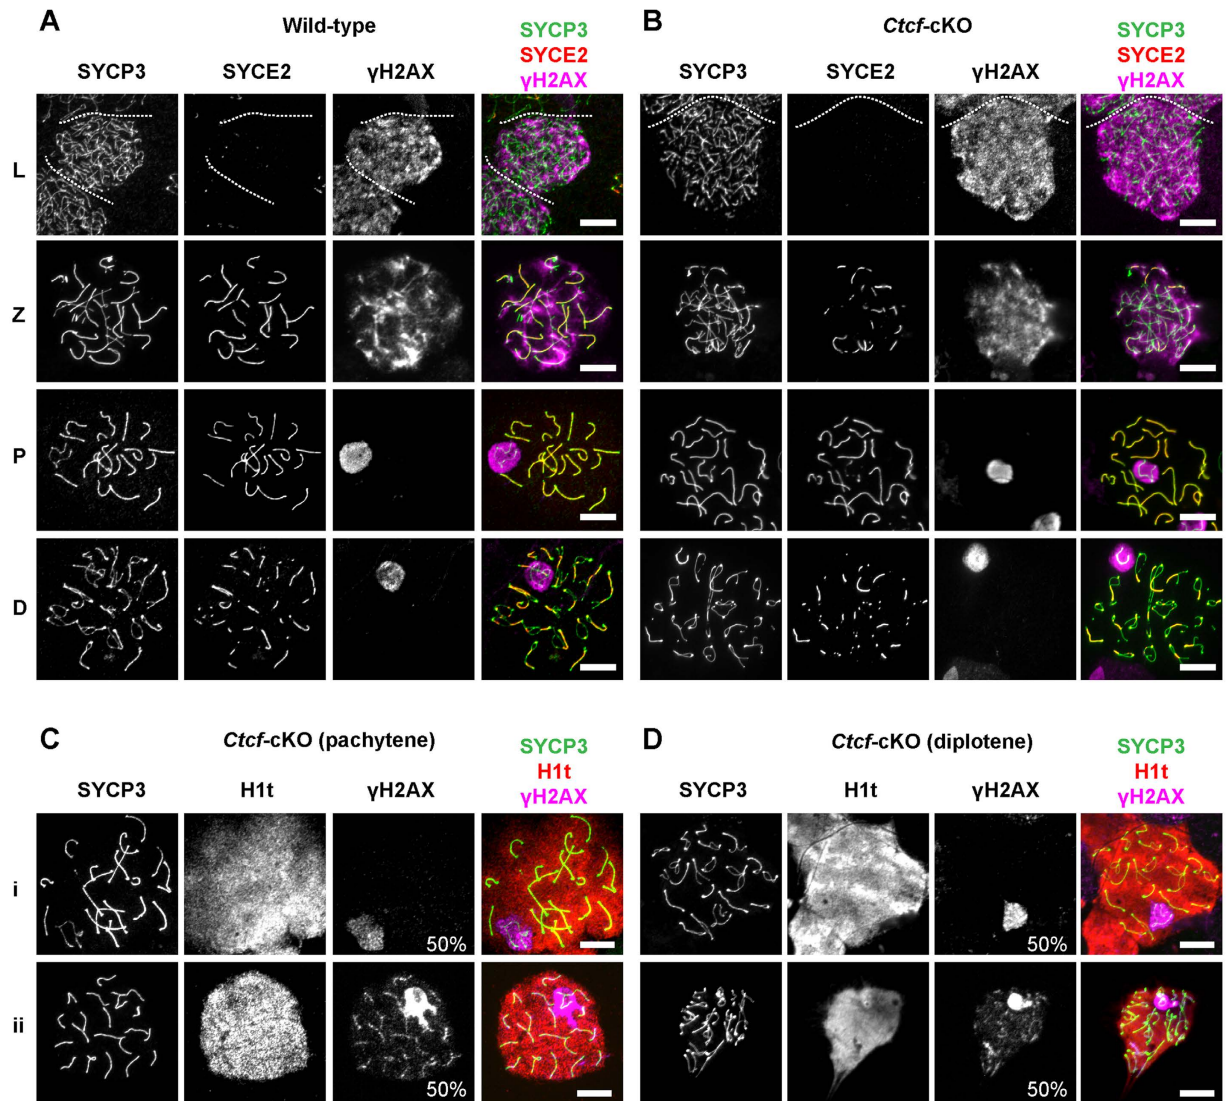 A
Wild-type
SYCP3
SYCE2
γH2AX
SYCP3
SYCE2
γH2AX
B
Ctcf-cKO
SYCP3
SYCE2
γH2AX
SYCP3
SYCE2
γH2AX
L
Z
P
D
C
Ctcf-cKO (pachytene)
SYCP3
H1t
γH2AX
SYCP3
H1t
γH2AX
D
Ctcf-cKO (diplotene)
SYCP3
H1t
γH2AX
SYCP3
H1t
γH2AX
i
50%
50%
ii
50%
50%